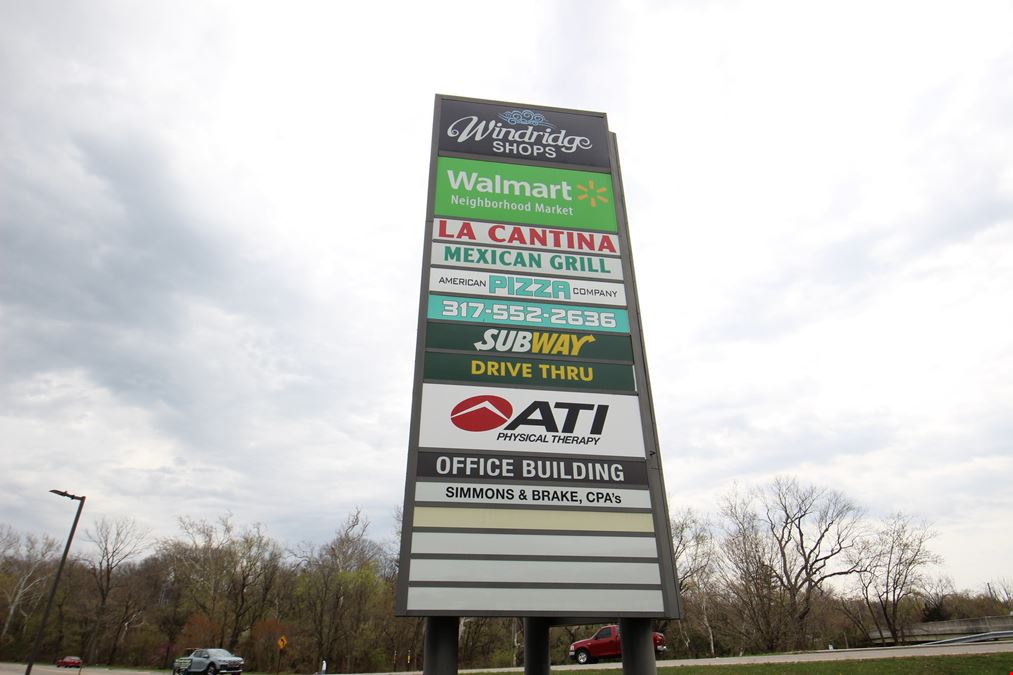 Windridge
SHOPS
Walmart
Neighborhood Market
LA CANTINA
MEXICAN GRILL
AMERICAN PIZZA COMPANY
317-552-2636
SUBWAY
DRIVE THRU
ATI
PHYSICAL THERAPY
OFFICE BUILDING
SIMMONS & BRAKE, CPA's